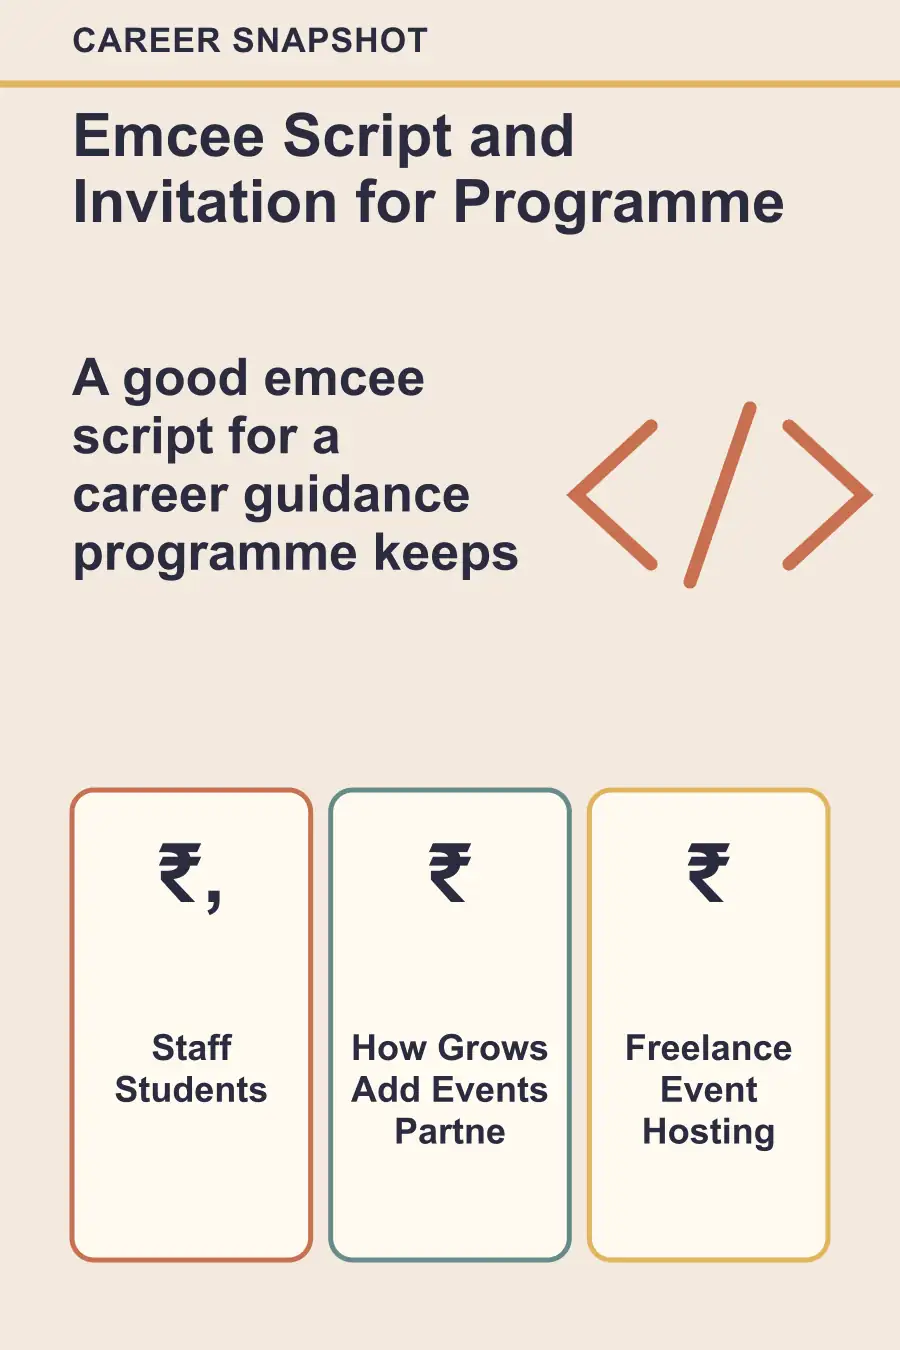 CAREER SNAPSHOT
Emcee Script and
Invitation for Programme
A good emcee
script for a
career guidance
programme keeps
₹,
Staff
Students
₹
How Grows
Add Events
Partne
₹
Freelance
Event
Hosting